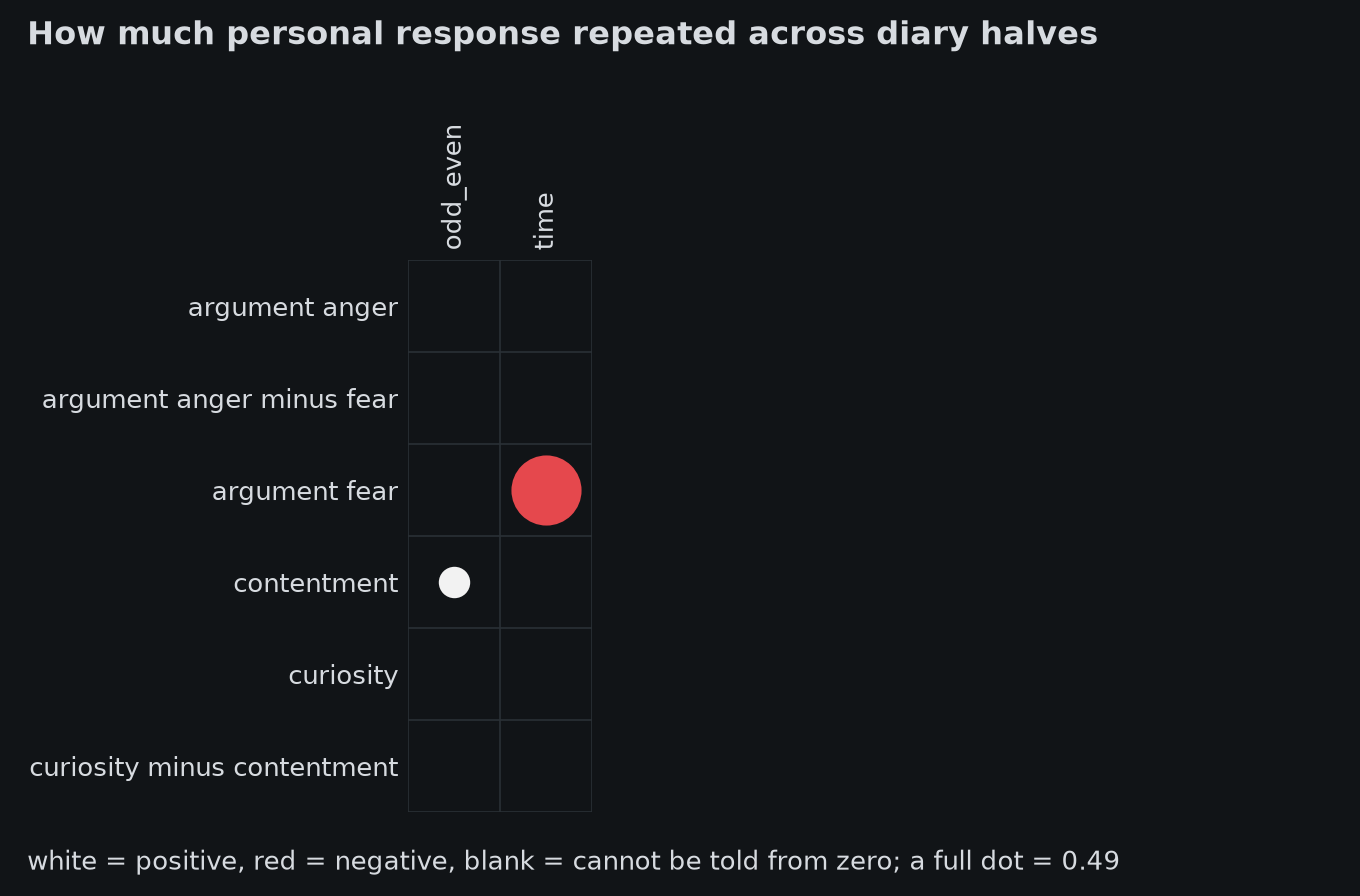 How much personal response repeated across diary halves
odd_even
time
argument anger
argument anger minus fear
argument fear
contentment
curiosity
curiosity minus contentment
white = positive, red = negative, blank = cannot be told from zero; a full dot = 0.49